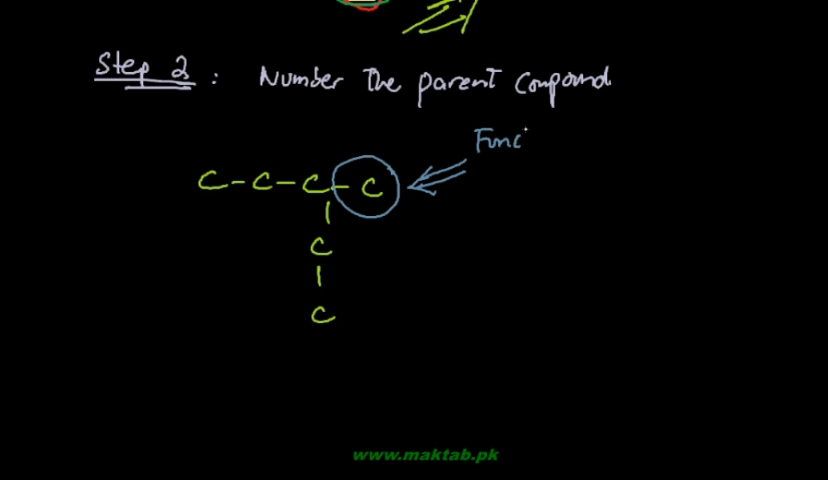 Step 2 : Number The parent Compound
Func
C-C-C-C
C
C
www.maktab.pk